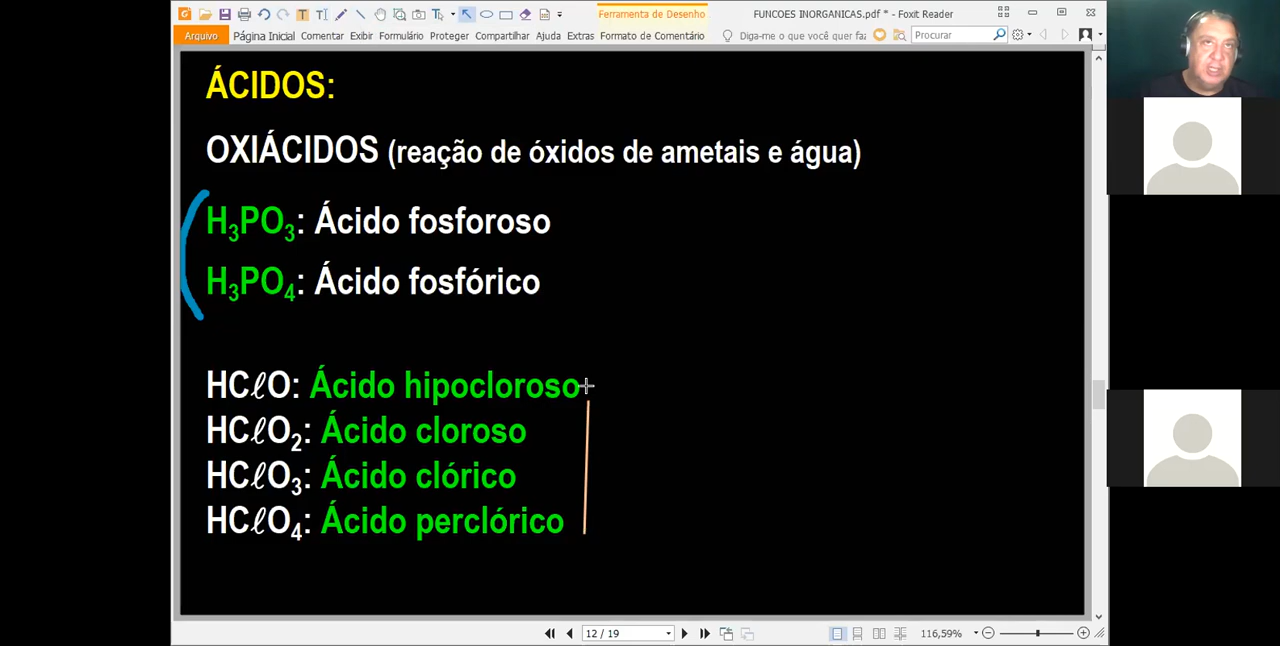 Ferramenta de Desenho
FUNCOES INORGANICAS.pdf * - Foxit Reader
Arquivo Página Inicial Comentar Exibir Formulário Proteger Compartilhar Ajuda Extras Formato de Comentário Diga-me o que você quer faz Procurar
ÁCIDOS:
OXIÁCIDOS (reação de óxidos de ametais e água)
H₃PO₃: Ácido fosforoso
H₃PO₄: Ácido fosfórico
HCℓO: Ácido hipocloroso
HCℓO₂: Ácido cloroso
HCℓO₃: Ácido clórico
HCℓO₄: Ácido perclórico
12 / 19
116,59%